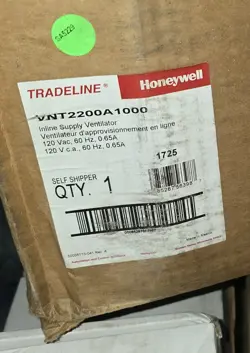 TRADELINE®
Honeywell
VNT2200A1000
Inline Supply Ventilator
Ventilateur d'approvisionnement en ligne
120 Vac, 60 Hz, 0.65A
120 V c.a., 60 Hz, 0.65A
1725
SELF SHIPPER
QTY. 1